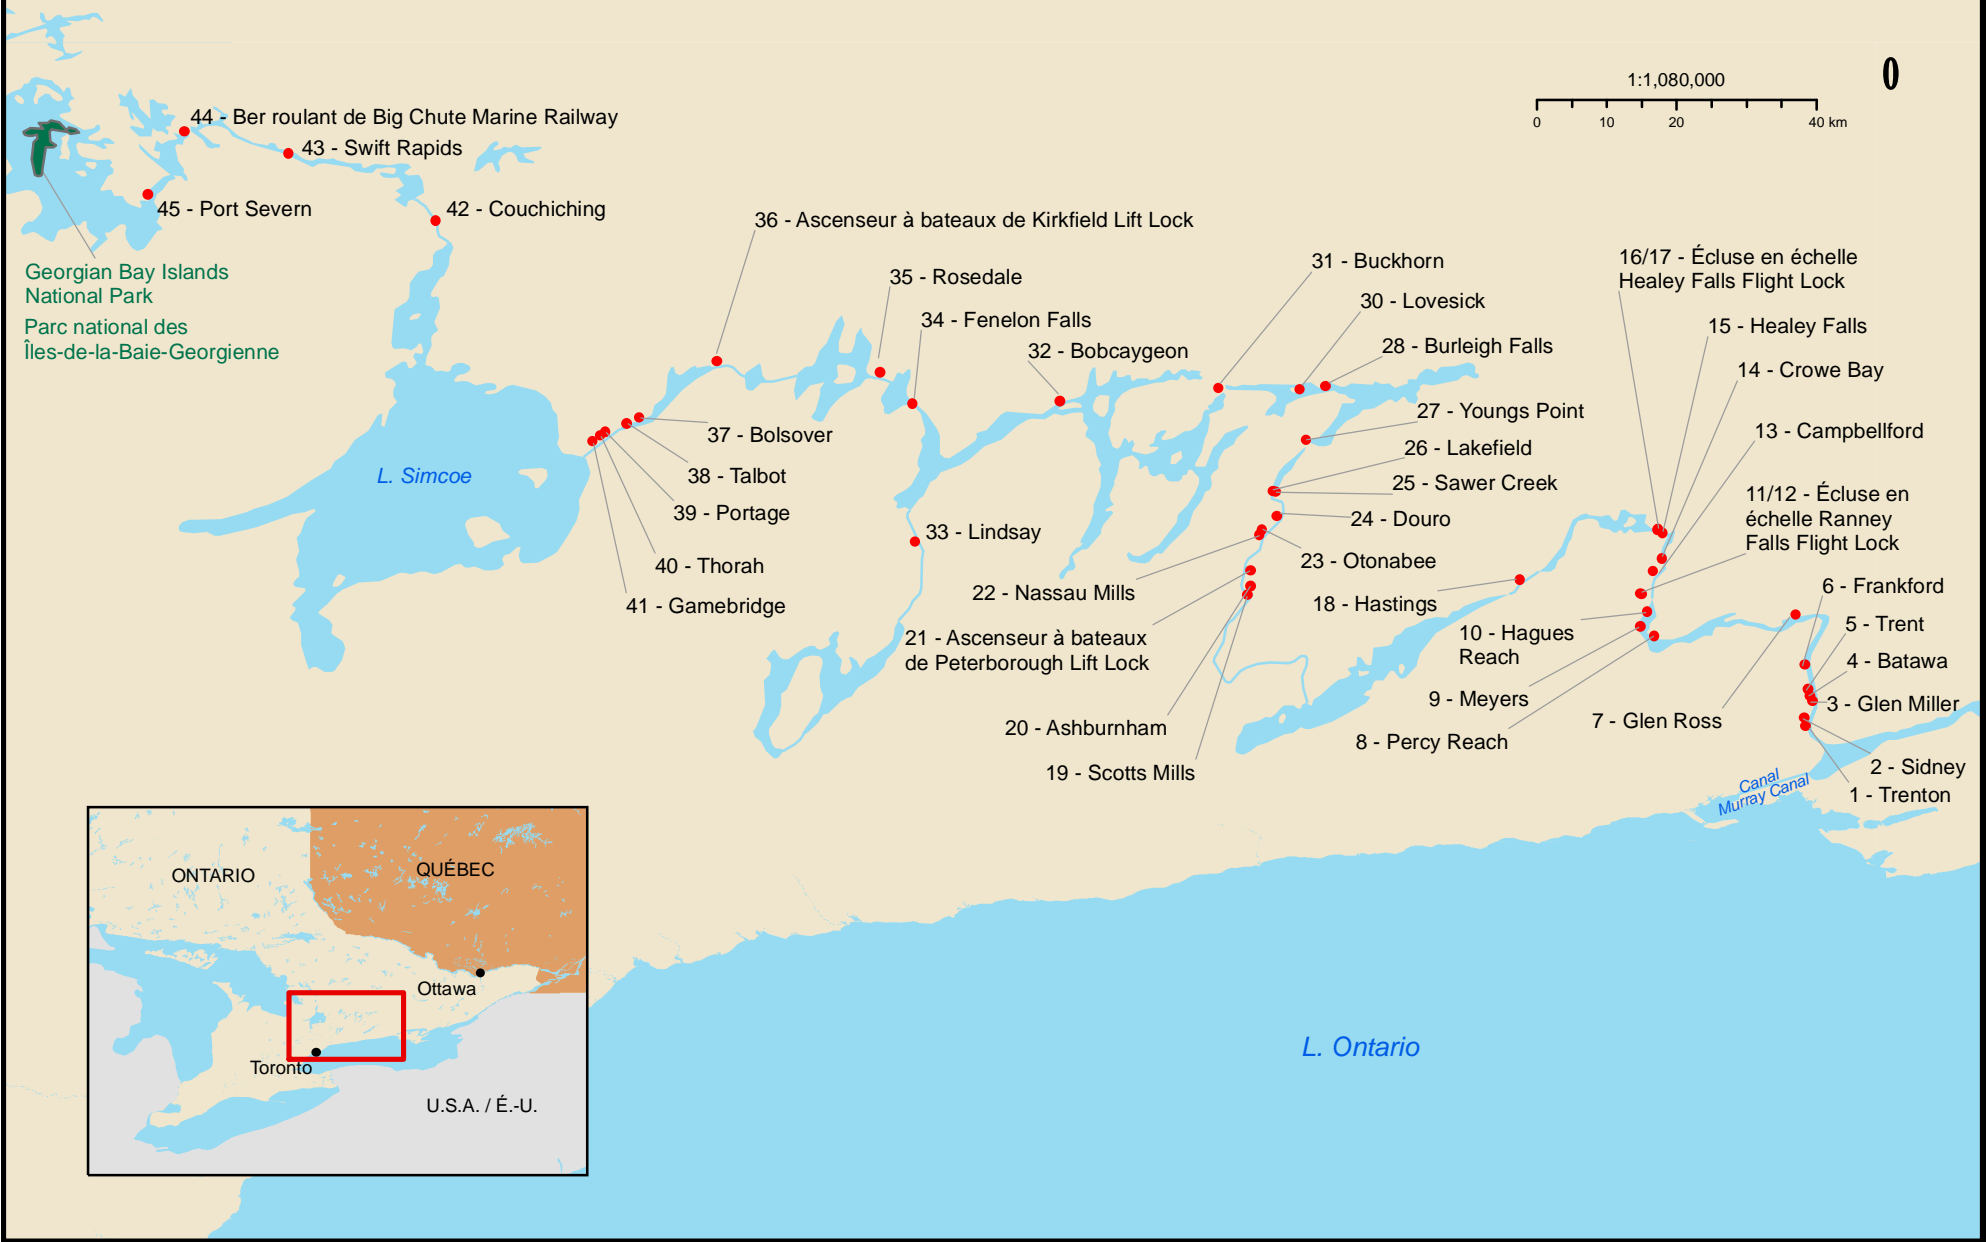 1:1,080,000
0
0 10 20 40 km
44 - Ber roulant de Big Chute Marine Railway
43 - Swift Rapids
45 - Port Severn
42 - Couchiching
Georgian Bay Islands
National Park
Parc national des
Îles-de-la-Baie-Georgienne
36 - Ascenseur à bateaux de Kirkfield Lift Lock
35 - Rosedale
34 - Fenelon Falls
32 - Bobcaygeon
31 - Buckhorn
30 - Lovesick
28 - Burleigh Falls
27 - Youngs Point
26 - Lakefield
25 - Sawer Creek
24 - Douro
23 - Otonabee
22 - Nassau Mills
21 - Ascenseur à bateaux
de Peterborough Lift Lock
20 - Ashburnham
19 - Scotts Mills
16/17 - Écluse en échelle
Healey Falls Flight Lock
15 - Healey Falls
14 - Crowe Bay
13 - Campbellford
11/12 - Écluse en
échelle Ranney
Falls Flight Lock
18 - Hastings
10 - Hagues
Reach
9 - Meyers
8 - Percy Reach
7 - Glen Ross
6 - Frankford
5 - Trent
4 - Batawa
3 - Glen Miller
2 - Sidney
1 - Trenton
Canal
Murray Canal
37 - Bolsover
38 - Talbot
39 - Portage
40 - Thorah
41 - Gamebridge
33 - Lindsay
L. Simcoe
L. Ontario
ONTARIO
QUÉBEC
Ottawa
Toronto
U.S.A. / É.-U.